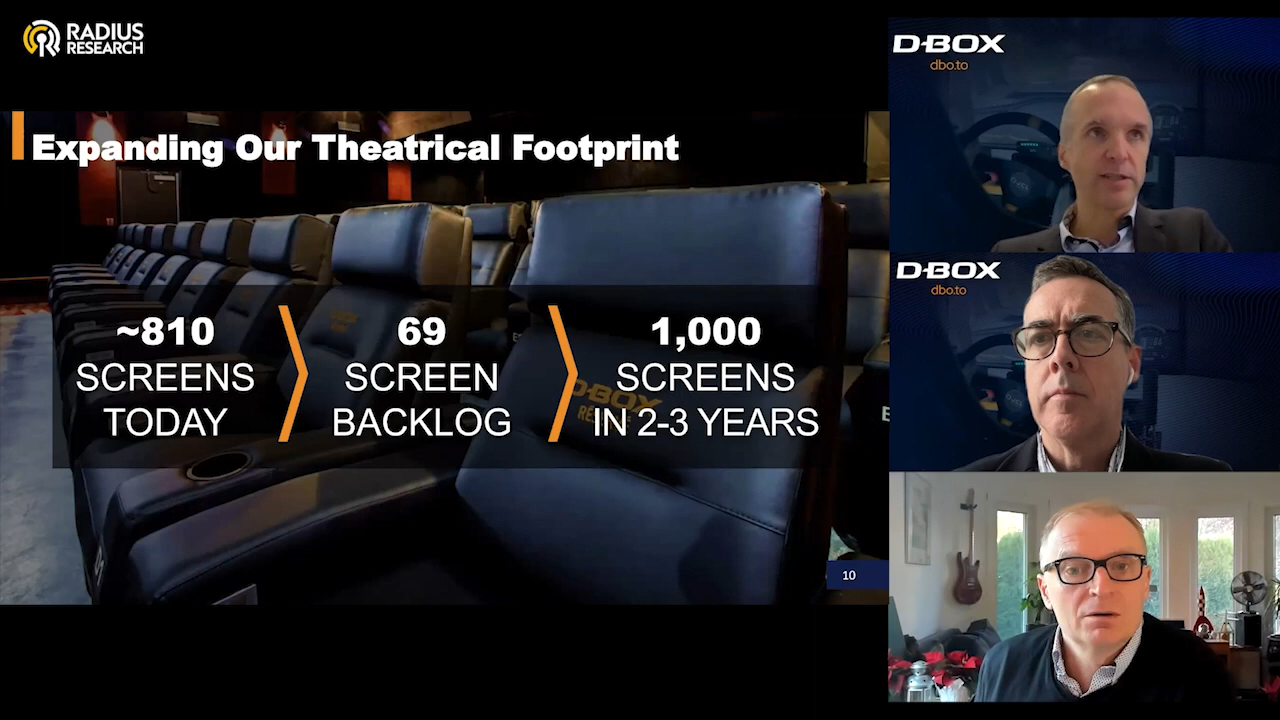 RADIUS
RESEARCH
Expanding Our Theatrical Footprint
~810
SCREENS
TODAY
69
SCREEN
BACKLOG
1,000
SCREENS
IN 2-3 YEARS
D-BOX
10
D-BOX
dbo.to
D-BOX
dbo.to